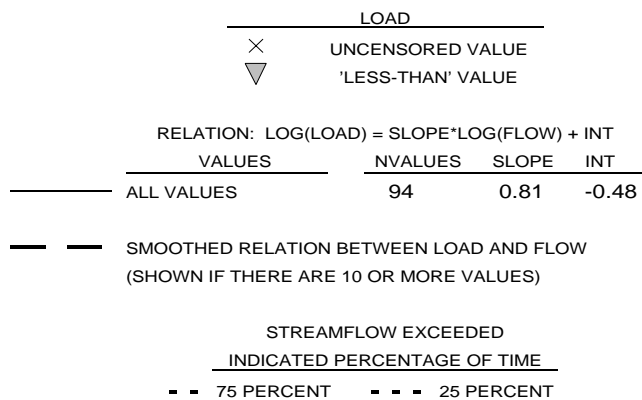 LOAD
UNCENSORED VALUE
'LESS-THAN' VALUE
RELATION: LOG(LOAD) = SLOPE*LOG(FLOW) + INT
VALUES NVALUES SLOPE INT
ALL VALUES 94 0.81 -0.48
SMOOTHED RELATION BETWEEN LOAD AND FLOW
(SHOWN IF THERE ARE 10 OR MORE VALUES)
STREAMFLOW EXCEEDED
INDICATED PERCENTAGE OF TIME
75 PERCENT 25 PERCENT